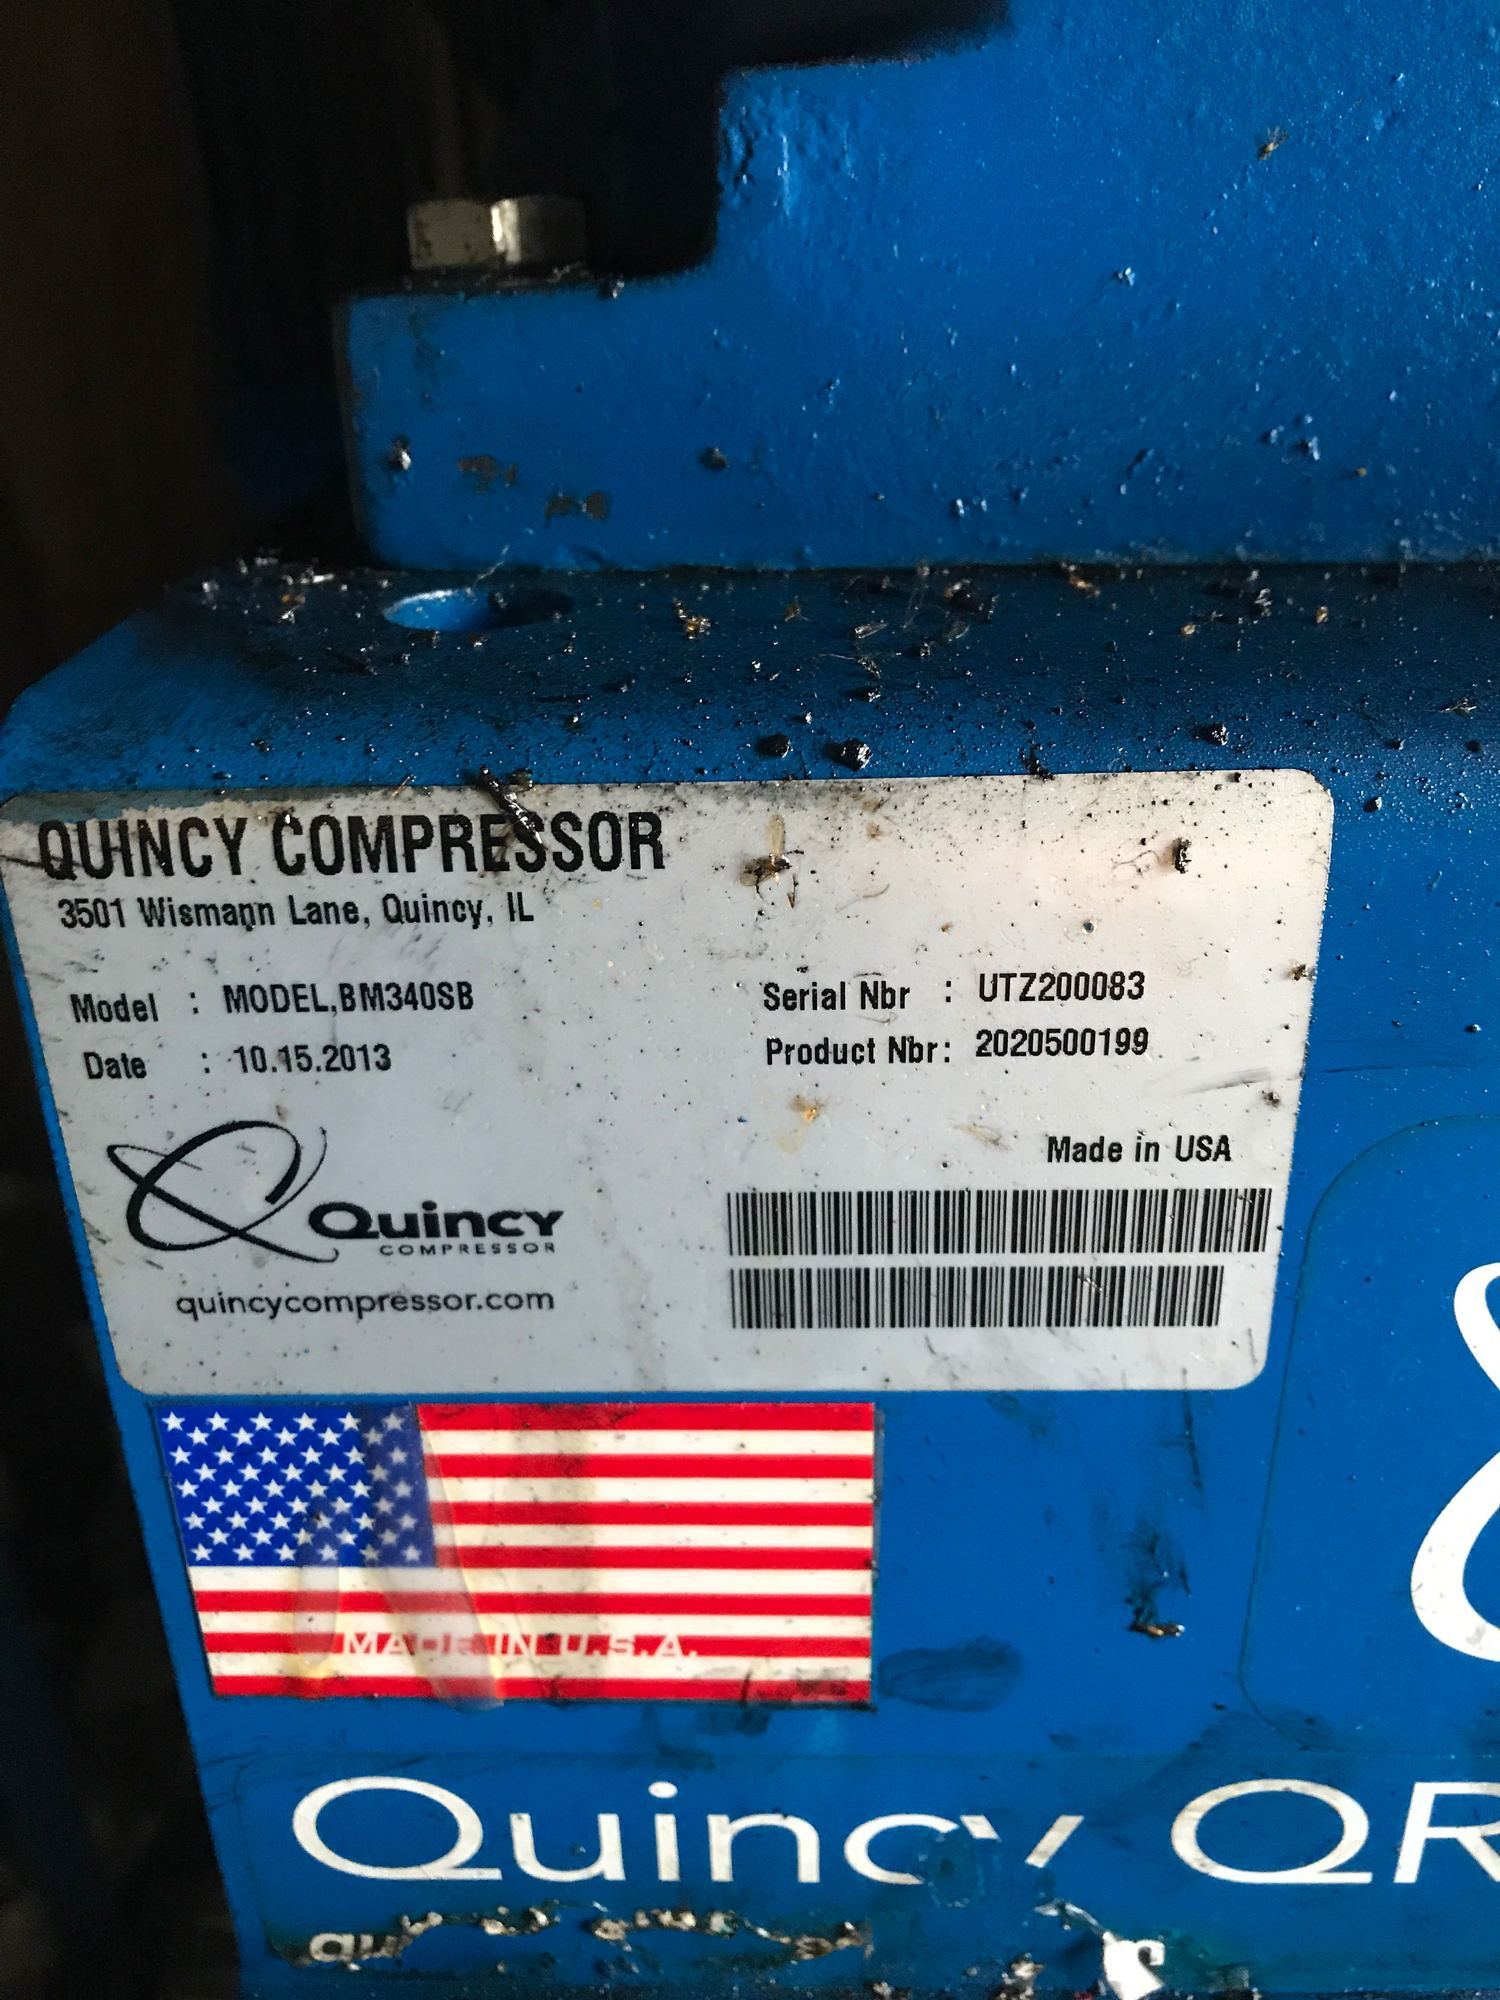 QUINCY COMPRESSOR
3501 Wismann Lane, Quincy, IL
Model : MODEL,BM340SB
Serial Nbr : UTZ200083
Date : 10.15.2013
Product Nbr: 2020500199
Made in USA
Quincy
COMPRESSOR
quincycompressor.com
MADE IN U.S.A.
Quincy QR